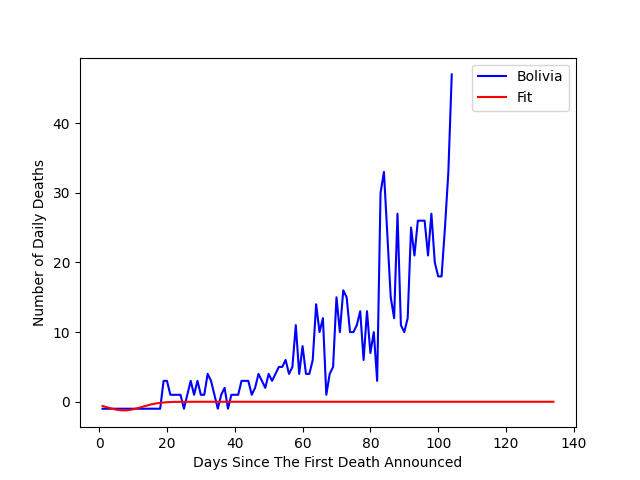 Bolivia
Fit
40
30
20
10
0
Number of Daily Deaths
0 20 40 60 80 100 120 140
Days Since The First Death Announced